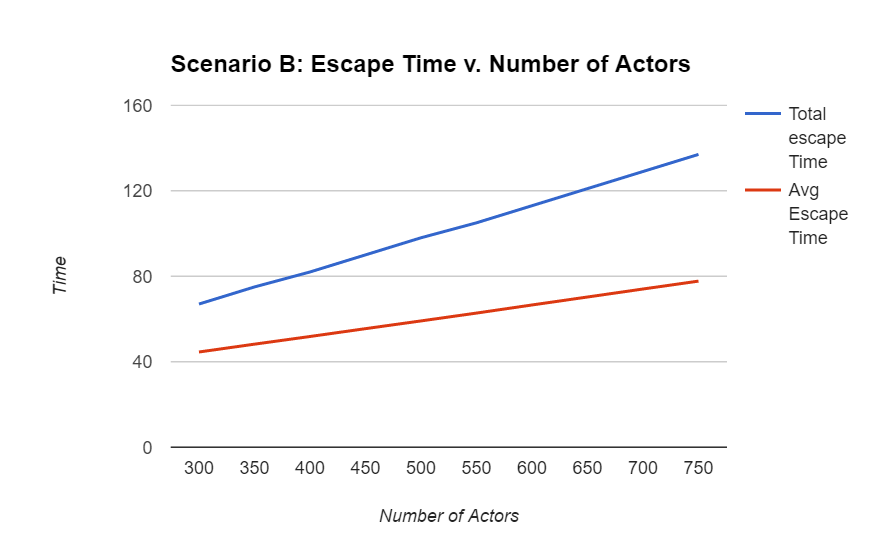 Scenario B: Escape Time v. Number of Actors
160
120
80
40
0
Time
300 350 400 450 500 550 600 650 700 750
Number of Actors
Total
escape
Time
Avg
Escape
Time